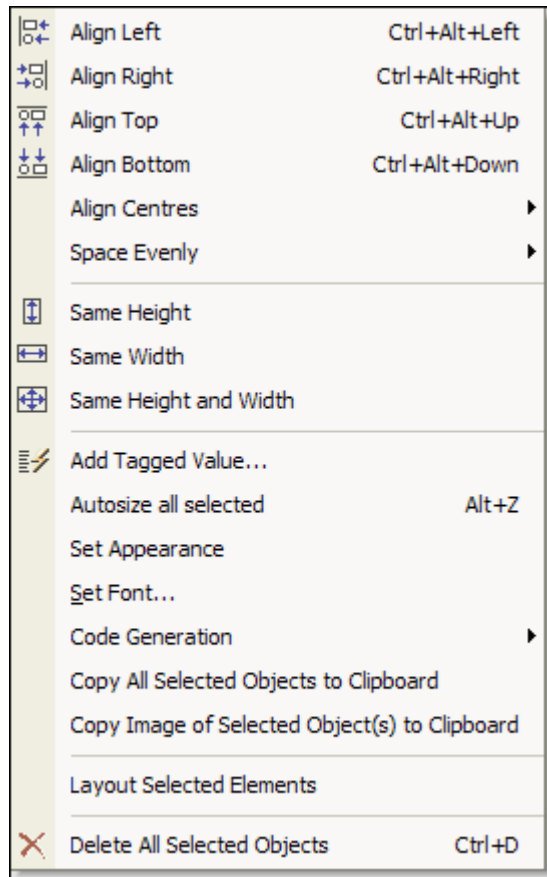 Align Left Ctrl+Alt+Left
Align Right Ctrl+Alt+Right
Align Top Ctrl+Alt+Up
Align Bottom Ctrl+Alt+Down
Align Centres
Space Evenly
Same Height
Same Width
Same Height and Width
Add Tagged Value...
Autosize all selected Alt+Z
Set Appearance
Set Font...
Code Generation
Copy All Selected Objects to Clipboard
Copy Image of Selected Object(s) to Clipboard
Layout Selected Elements
Delete All Selected Objects Ctrl+D